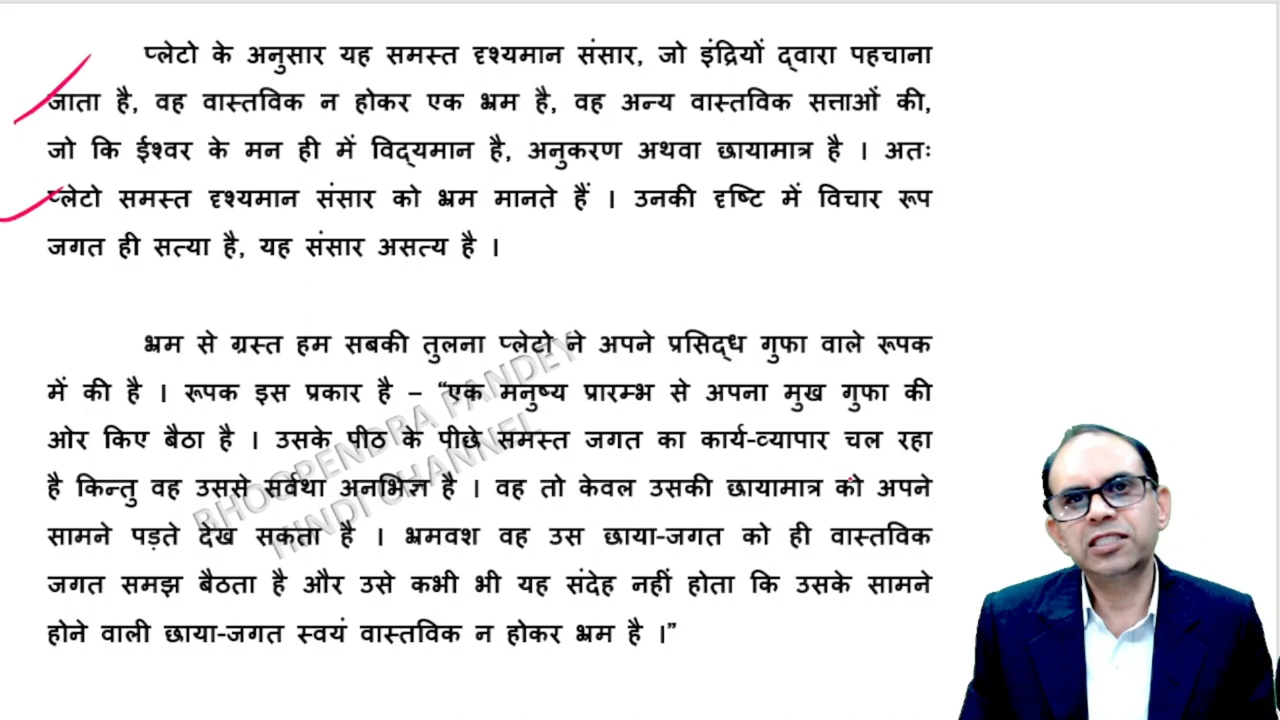 प्लेटो के अनुसार यह समस्त दृश्यमान संसार, जो इंद्रियों द्वारा पहचाना
जाता है, वह वास्तविक न होकर एक भ्रम है, वह अन्य वास्तविक सत्ताओं की,
जो कि ईश्वर के मन ही में विद्यमान है, अनुकरण अथवा छायामात्र है । अतः
प्लेटो समस्त दृश्यमान संसार को भ्रम मानते हैं । उनकी दृष्टि में विचार रूप
जगत ही सत्या है, यह संसार असत्य है ।
भ्रम से ग्रस्त हम सबकी तुलना प्लेटो ने अपने प्रसिद्ध गुफा वाले रूपक
में की है । रूपक इस प्रकार है – “एक मनुष्य प्रारम्भ से अपना मुख गुफा की
ओर किए बैठा है । उसके पीठ के पीछे समस्त जगत का कार्य-व्यापार चल रहा
है किन्तु वह उससे सर्वथा अनभिज्ञ है । वह तो केवल उसकी छायामात्र को अपने
सामने पड़ते देख सकता है । भ्रमवश वह उस छाया-जगत को ही वास्तविक
जगत समझ बैठता है और उसे कभी भी यह संदेह नहीं होता कि उसके सामने
होने वाली छाया-जगत स्वयं वास्तविक न होकर भ्रम है ।”
BHOOPENDRA PANDEY
HINDI CHANNEL